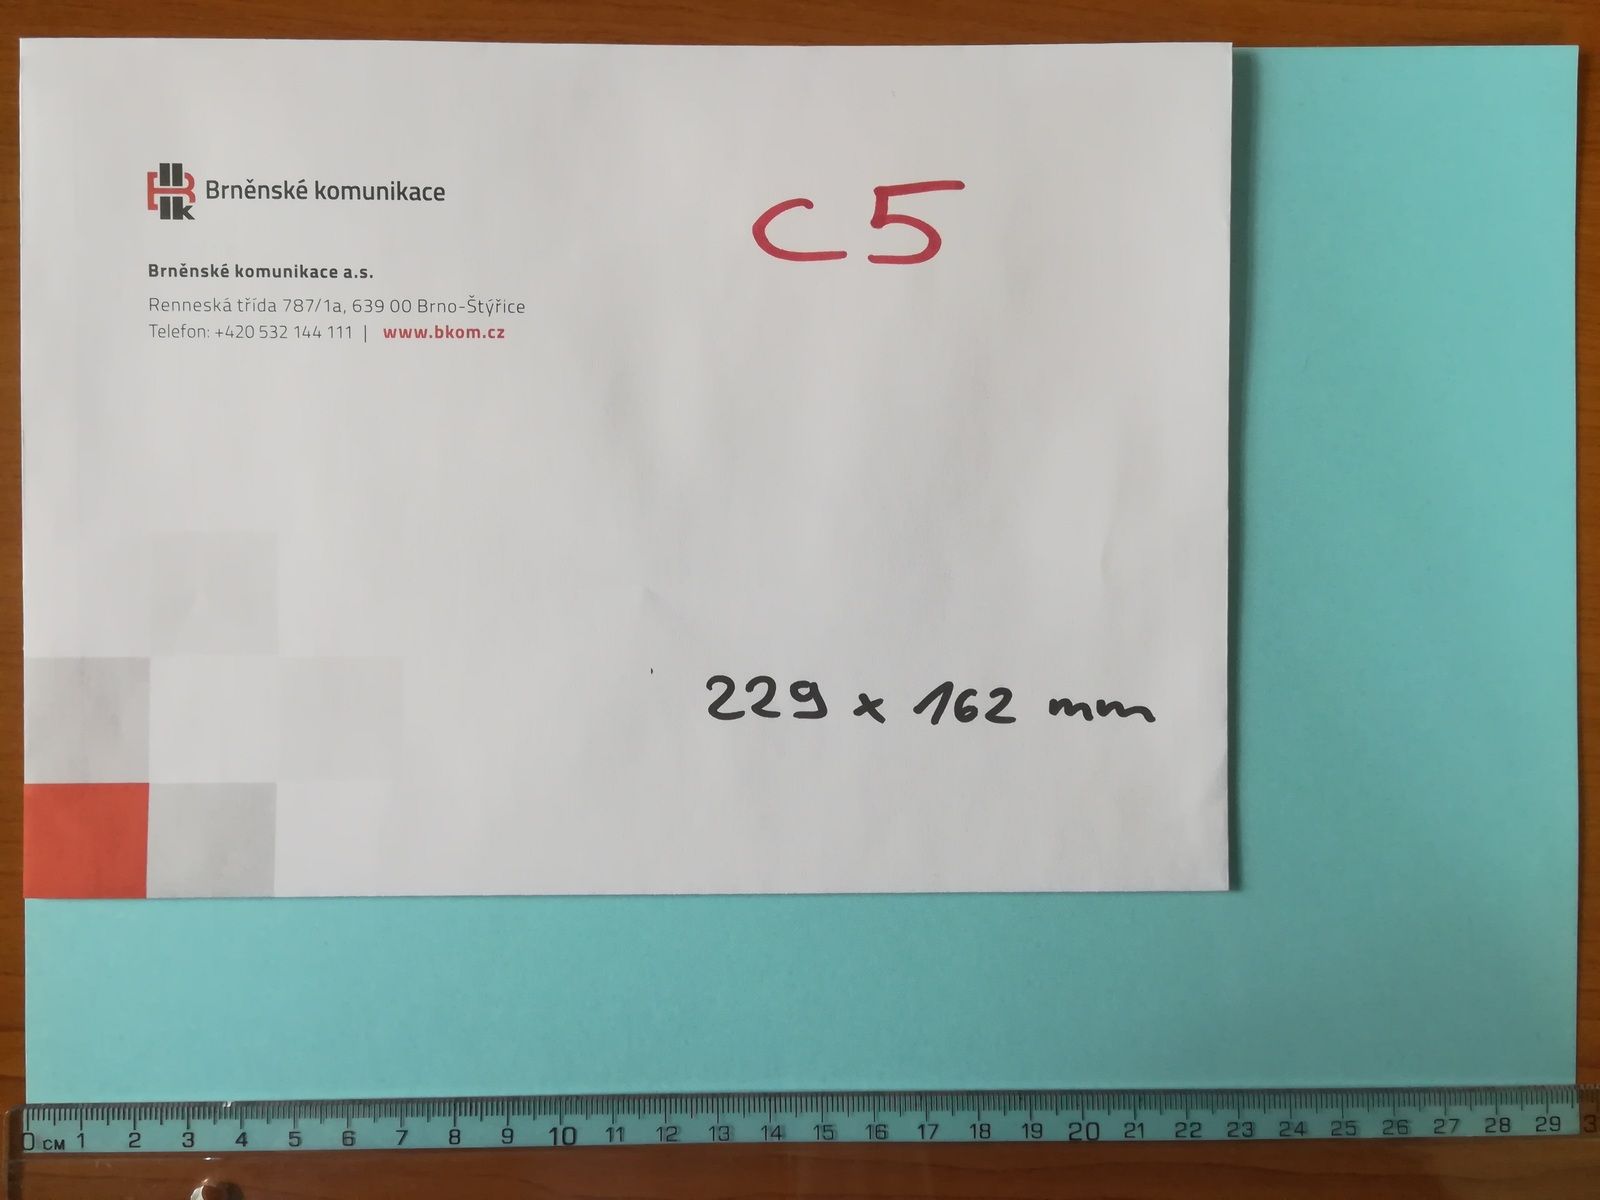 Brněnské komunikace
C5
Brněnské komunikace a.s.
Renneská třída 787/1a, 639 00 Brno-Štýřice
Telefon: +420 532 144 111 | www.bkom.cz
229 x 162 mm
0 CM 1 2 3 4 5 6 7 8 9 10 11 12 13 14 15 16 17 18 19 20 21 22 23 24 25 26 27 28 29